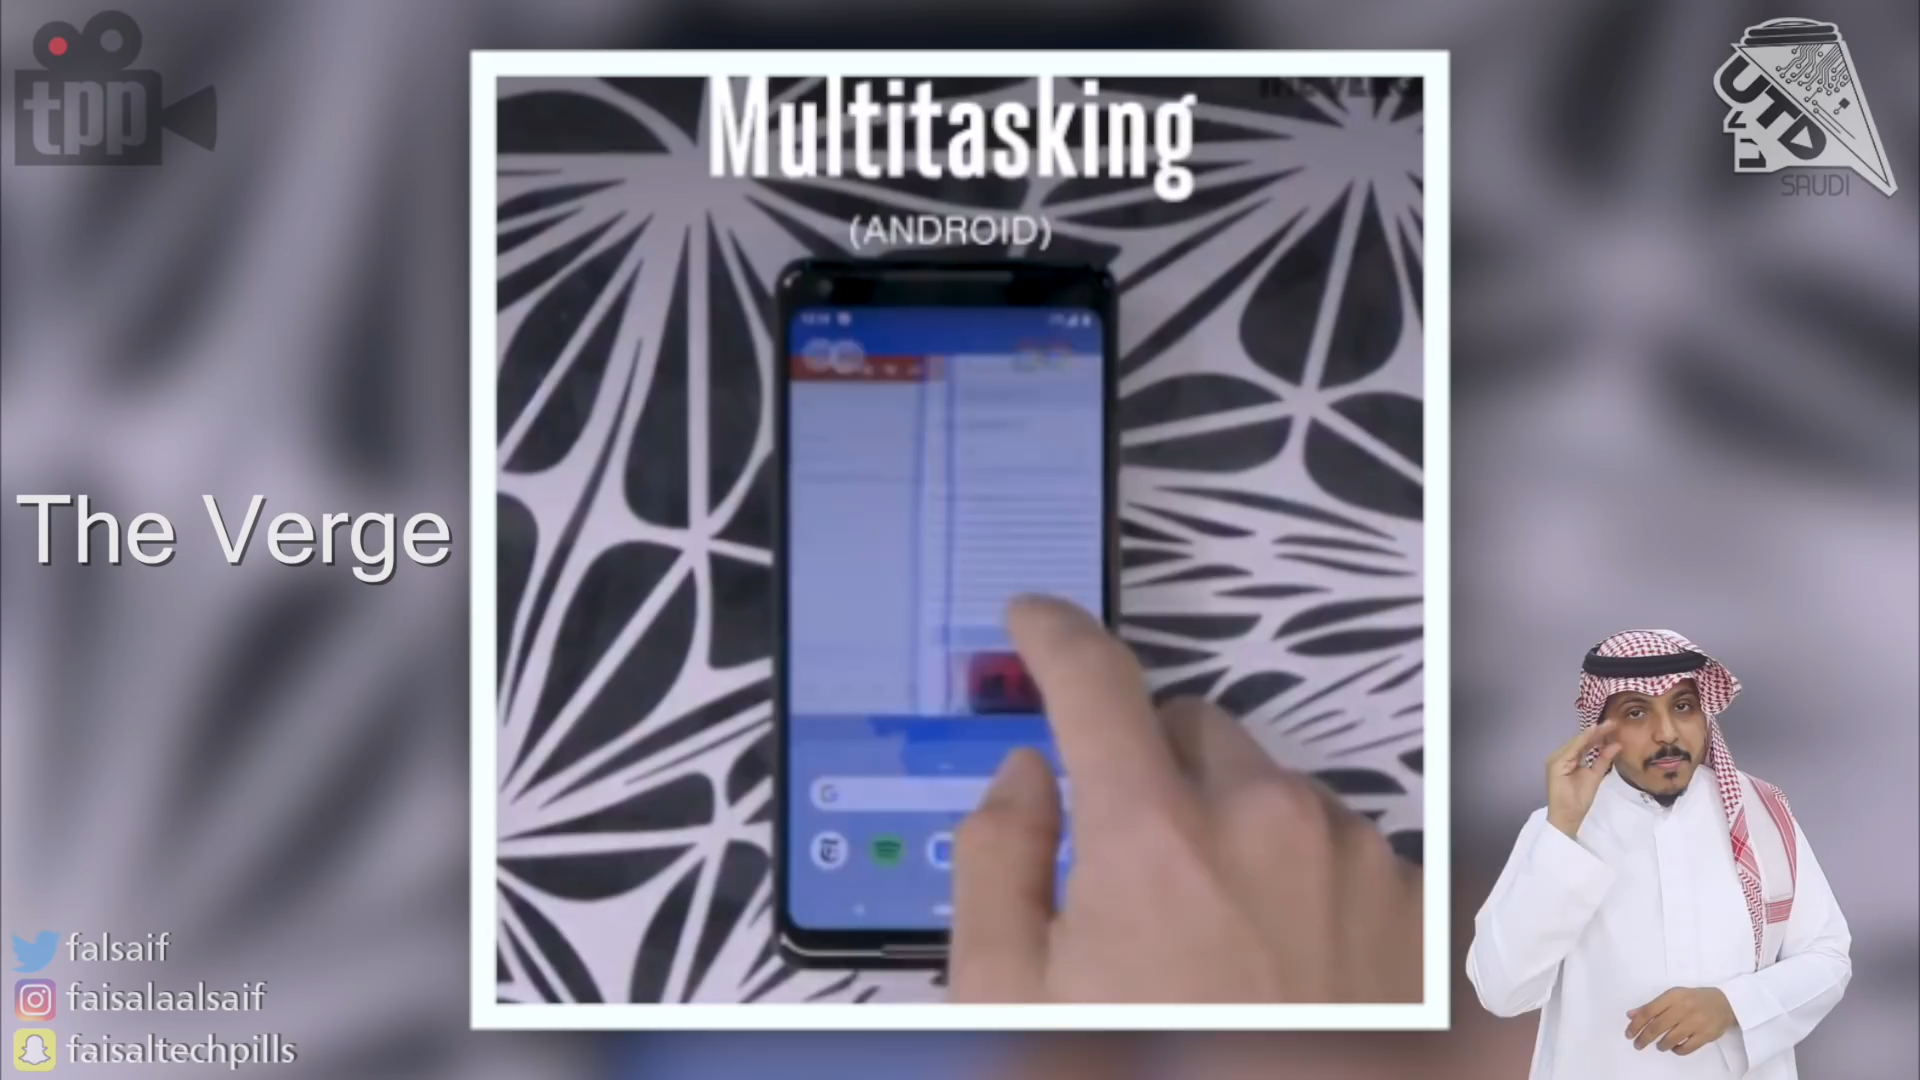 tpp
UTD
SAUDI
Multitasking
(ANDROID)
The Verge
G
falsaif
faisalaalsaif
faisaltechpills